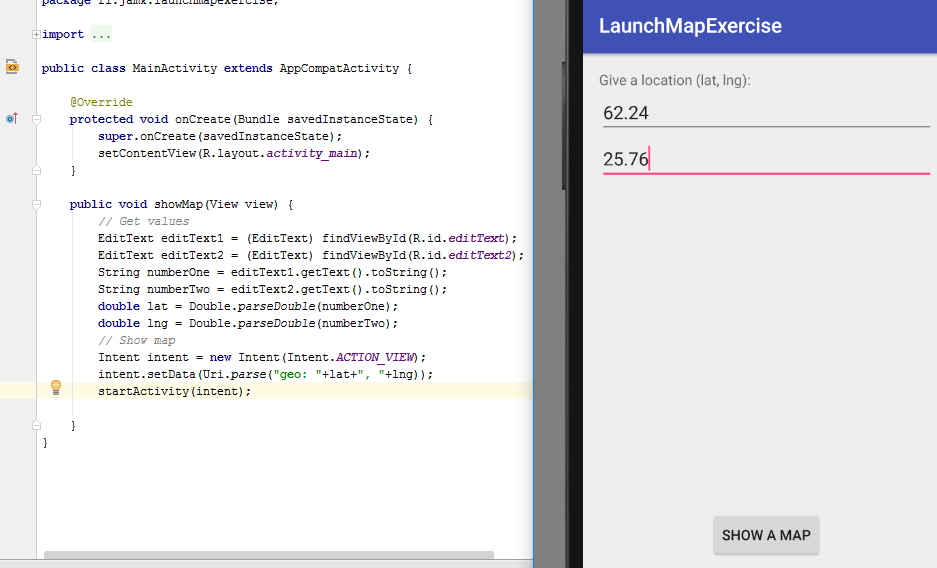 package fi.jamk.launchmapexercise;
import ...
public class MainActivity extends AppCompatActivity {
@Override
protected void onCreate(Bundle savedInstanceState) {
super.onCreate(savedInstanceState);
setContentView(R.layout.activity_main);
}
public void showMap(View view) {
// Get values
EditText editText1 = (EditText) findViewById(R.id.editText);
EditText editText2 = (EditText) findViewById(R.id.editText2);
String numberOne = editText1.getText().toString();
String numberTwo = editText2.getText().toString();
double lat = Double.parseDouble(numberOne);
double lng = Double.parseDouble(numberTwo);
// Show map
Intent intent = new Intent(Intent.ACTION_VIEW);
intent.setData(Uri.parse("geo: "+lat+", "+lng));
startActivity(intent);
}
}
LaunchMapExercise
Give a location (lat, lng):
62.24
25.76
SHOW A MAP